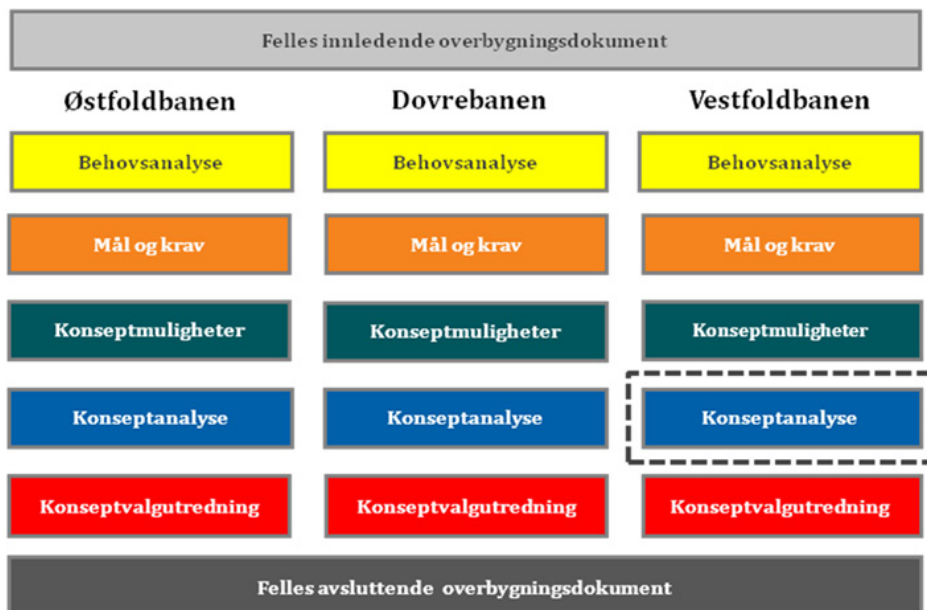 Felles innledende overbygningsdokument
Østfoldbanen Dovrebanen Vestfoldbanen
Behovsanalyse Behovsanalyse Behovsanalyse
Mål og krav Mål og krav Mål og krav
Konseptmuligheter Konseptmuligheter Konseptmuligheter
Konseptanalyse Konseptanalyse Konseptanalyse
Konseptvalgutredning Konseptvalgutredning Konseptvalgutredning
Felles avsluttende overbygningsdokument